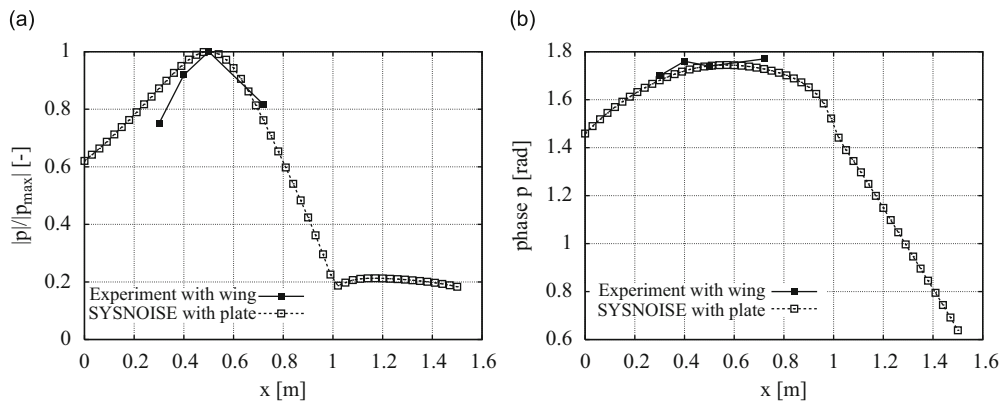 (a)
1
0.8
0.6
0.4
0.2
0
|p|/|pmax| [-]
Experiment with wing
SYSNOISE with plate
0 0.2 0.4 0.6 0.8 1 1.2 1.4 1.6
x [m]
(b)
1.8
1.6
1.4
1.2
1
0.8
0.6
phase p [rad]
Experiment with wing
SYSNOISE with plate
0 0.2 0.4 0.6 0.8 1 1.2 1.4 1.6
x [m]